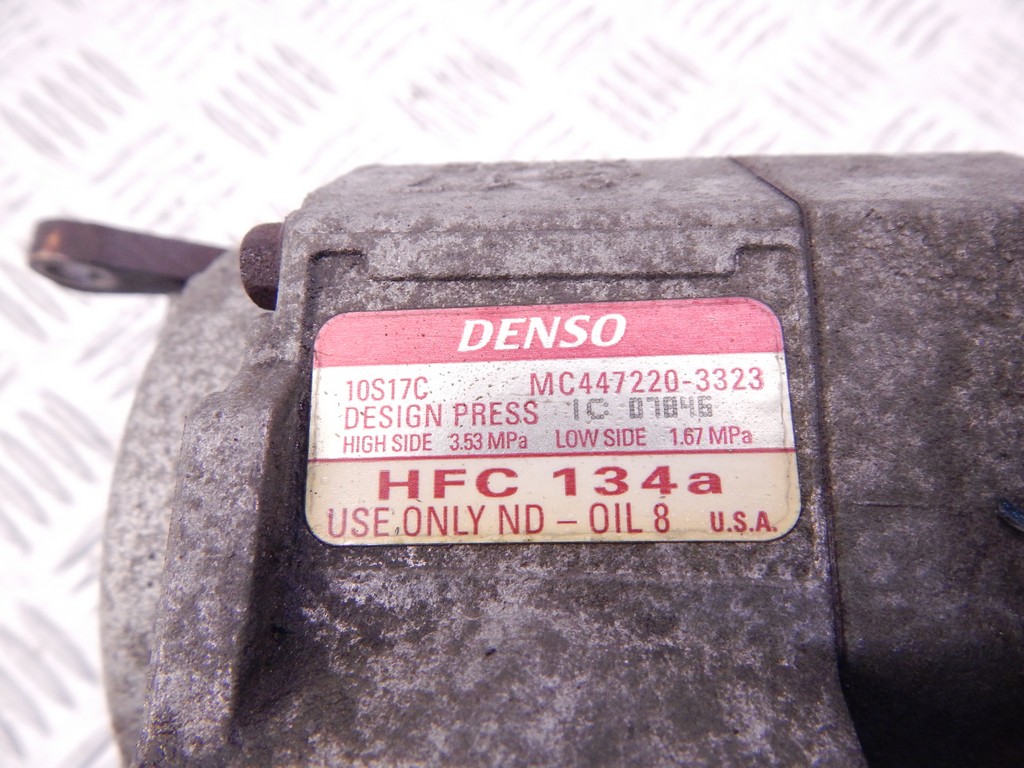 DENSO
10S17C MC447220-3323
DESIGN PRESS 1C 07846
HIGH SIDE 3.53 MPa LOW SIDE 1.67 MPa
HFC 134a
USE ONLY ND - OIL 8 U.S.A.